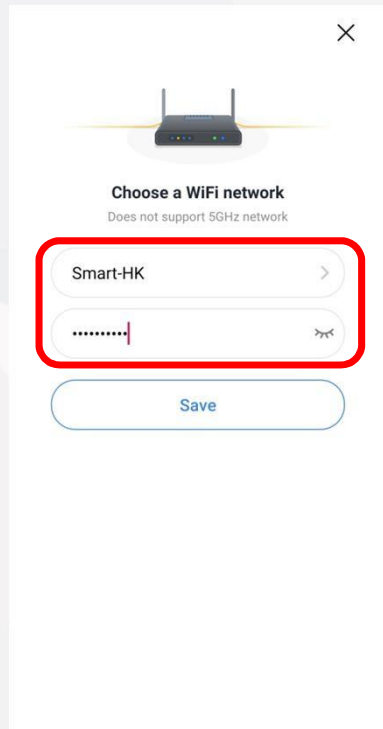 Choose a WiFi network
Does not support 5GHz network
Smart-HK
••••••••••
Save